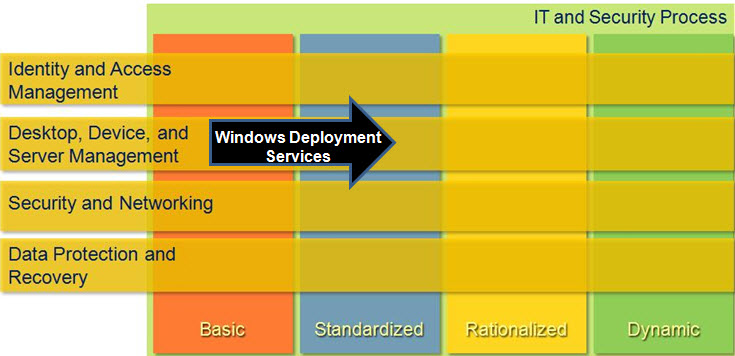 IT and Security Process
Identity and Access
Management
Desktop, Device, and
Server Management
Windows Deployment
Services
Security and Networking
Data Protection and
Recovery
Basic
Standardized
Rationalized
Dynamic